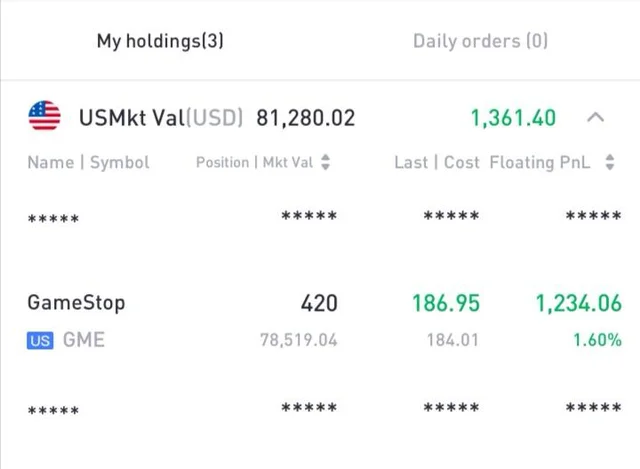 My holdings(3) Daily orders (0)
USMkt Val(USD) 81,280.02 1,361.40
Name | Symbol Position | Mkt Val Last | Cost Floating PnL
***** ***** ***** *****
GameStop 420 186.95 1,234.06
US GME 78,519.04 184.01 1.60%
***** ***** ***** *****